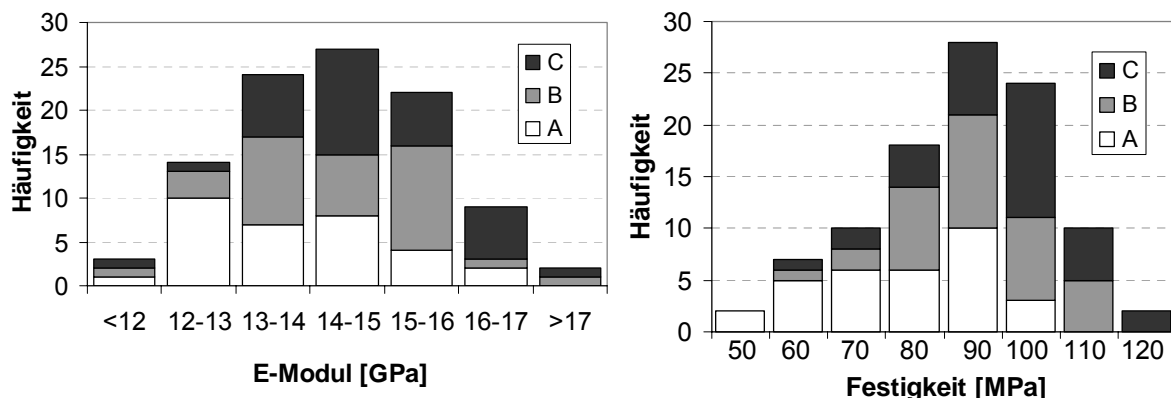 30
25
20
15
10
5
0
Häufigkeit
C
B
A
<12 12-13 13-14 14-15 15-16 16-17 >17
E-Modul [GPa]
30
25
20
15
10
5
0
Häufigkeit
C
B
A
50 60 70 80 90 100 110 120
Festigkeit [MPa]